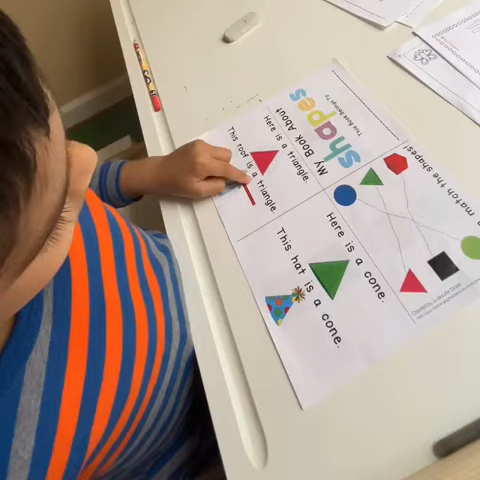 This Book Belongs To
My Book About
shapes
match the shapes!
Here is a triangle.
This roof is a triangle.
Here is a cone.
This hat is a cone.